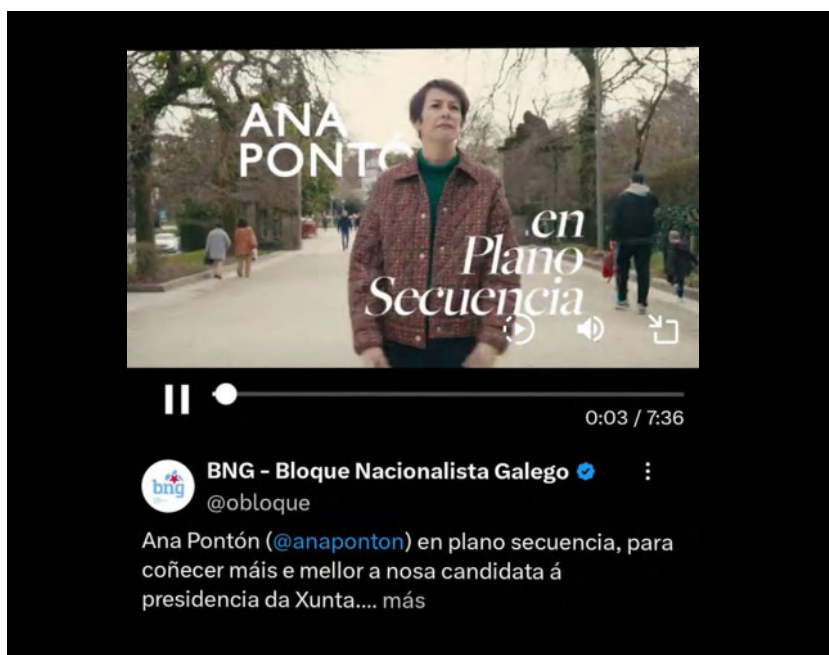 ANA
PONTÓ
en
Plano
Secuencia
0:03 / 7:36
BNG - Bloque Nacionalista Galego
bng
@obloque
Ana Pontón (@anaponton) en plano secuencia, para
coñecer máis e mellor a nosa candidata á
presidencia da Xunta.... más